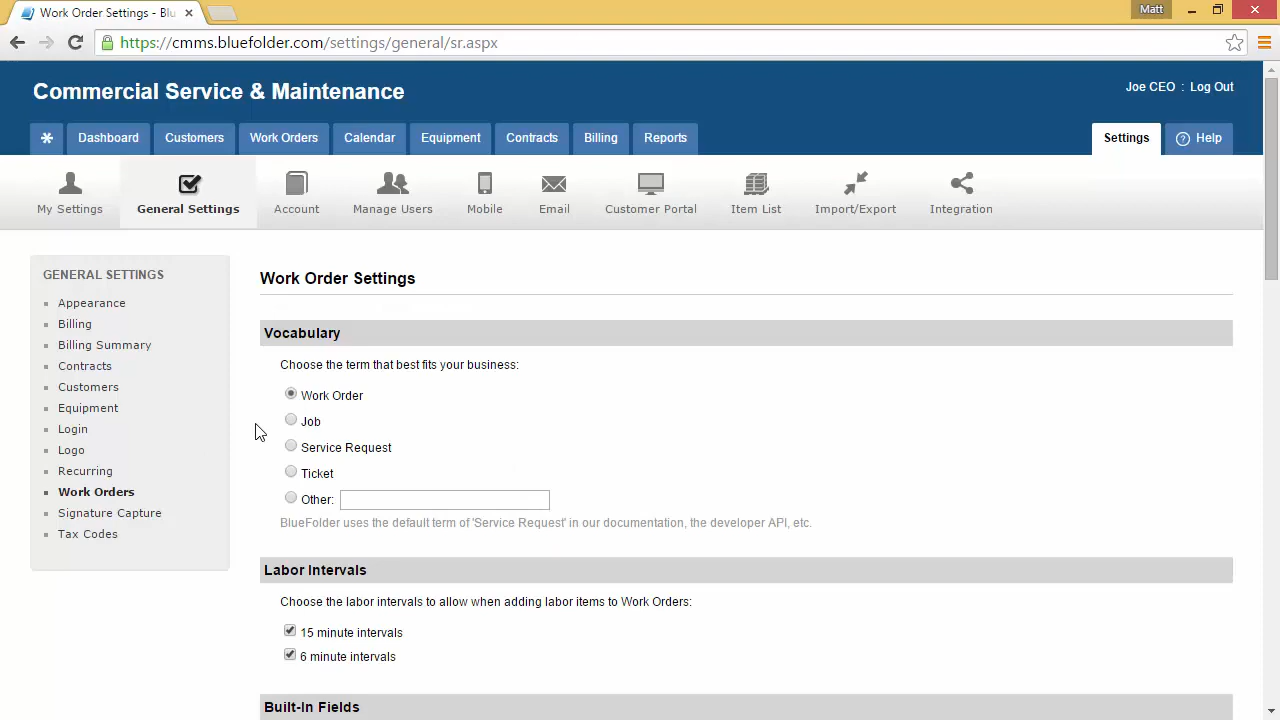 Work Order Settings - Blu
Matt
https://cmms.bluefolder.com/settings/general/sr.aspx
Commercial Service & Maintenance
Joe CEO : Log Out
Dashboard Customers Work Orders Calendar Equipment Contracts Billing Reports Settings Help
My Settings General Settings Account Manage Users Mobile Email Customer Portal Item List Import/Export Integration
GENERAL SETTINGS
Appearance
Billing
Billing Summary
Contracts
Customers
Equipment
Login
Logo
Recurring
Work Orders
Signature Capture
Tax Codes
Work Order Settings
Vocabulary
Choose the term that best fits your business:
Work Order
Job
Service Request
Ticket
Other:
BlueFolder uses the default term of 'Service Request' in our documentation, the developer API, etc.
Labor Intervals
Choose the labor intervals to allow when adding labor items to Work Orders:
15 minute intervals
6 minute intervals
Built-In Fields